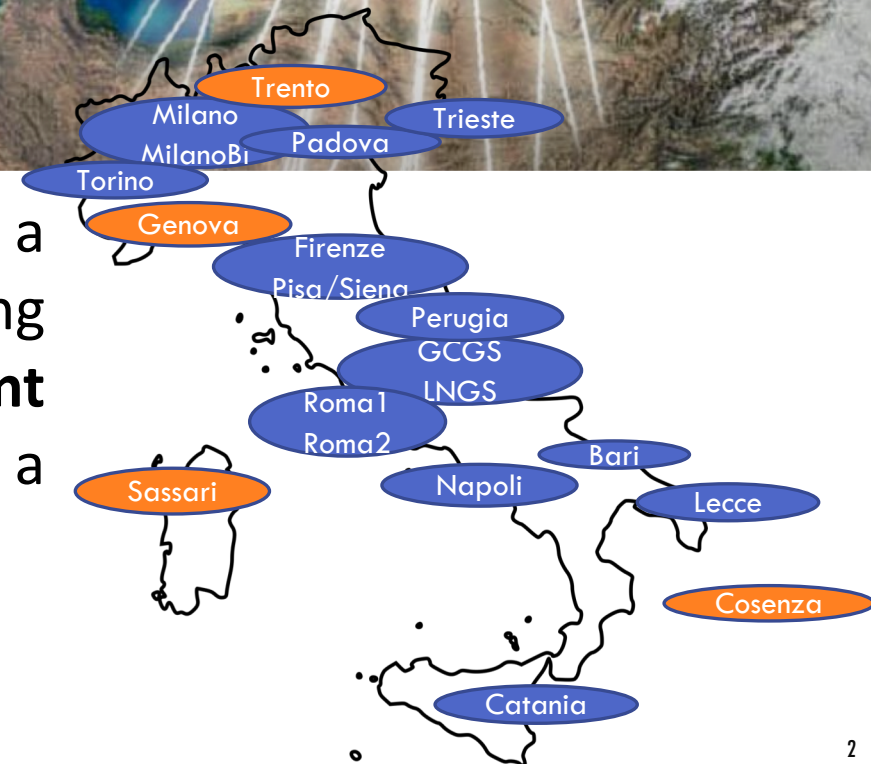 Trento
Milano
MilanoBi
Padova
Trieste
Torino
Genova
a
Firenze
Pisa/Siena
ng
Perugia
GCGS
LNGS
nt
Roma1
Roma2
a
Bari
Sassari
Napoli
Lecce
Cosenza
Catania
2